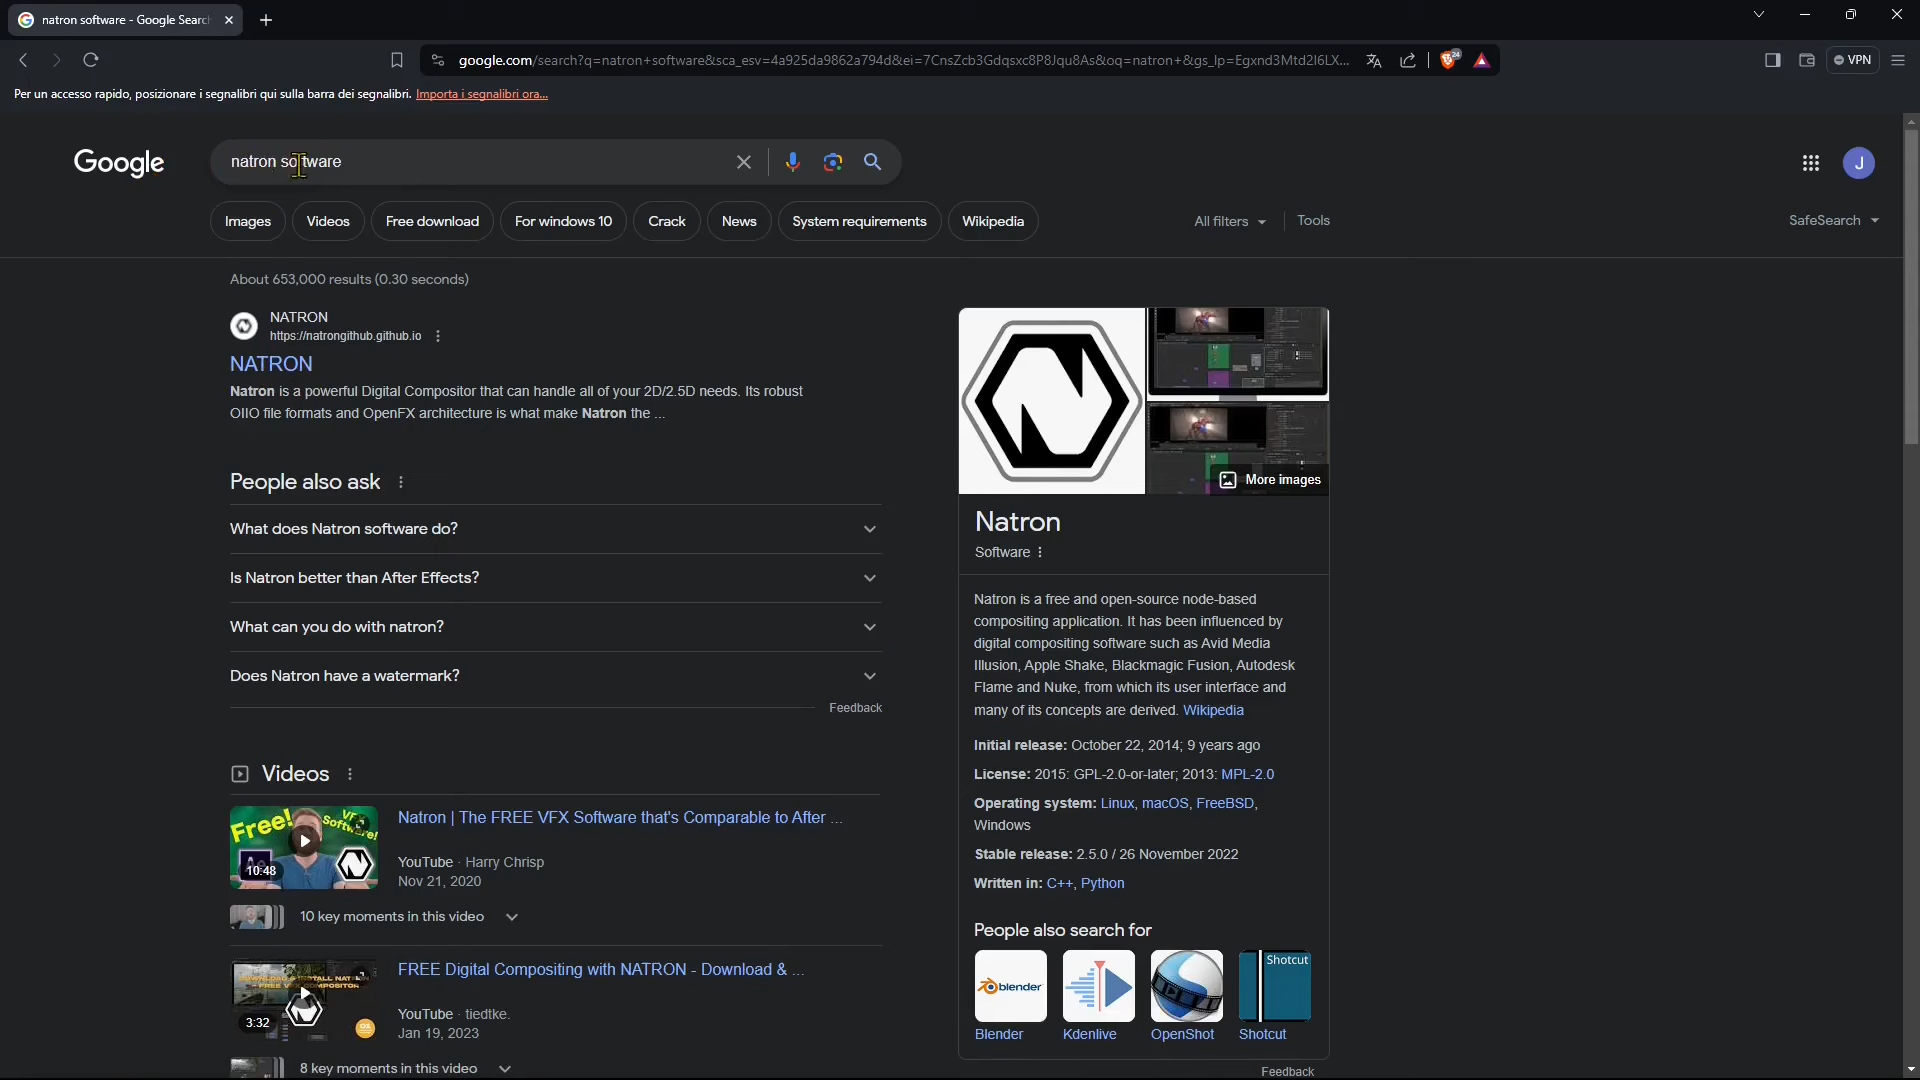 natron software - Google Search
google.com/search?q=natron+software&sca_esv=4a925da9862a794d&ei=7CnsZcb3Gdqsxc8P8Jqu8As&oq=natron+&gs_lp=Egxnd3Mtd2l6LX...
24
VPN
Per un accesso rapido, posizionare i segnalibri qui sulla barra dei segnalibri. Importa i segnalibri ora...
Google
natron software
J
Images
Videos
Free download
For windows 10
Crack
News
System requirements
Wikipedia
All filters
Tools
SafeSearch
About 653,000 results (0.30 seconds)
NATRON
https://natrongithub.github.io
NATRON
Natron is a powerful Digital Compositor that can handle all of your 2D/2.5D needs. Its robust
OIIO file formats and OpenFX architecture is what make Natron the ...
People also ask
What does Natron software do?
Is Natron better than After Effects?
What can you do with natron?
Does Natron have a watermark?
Feedback
Videos
Free!
VFX
Software!
Ae
10:48
Natron | The FREE VFX Software that's Comparable to After ...
YouTube · Harry Chrisp
Nov 21, 2020
10 key moments in this video
DOWNLOAD & INSTALL NATRON
- FREE VFX COMPOSITOR
3:32
FREE Digital Compositing with NATRON - Download & ...
YouTube · tiedtke.
Jan 19, 2023
8 key moments in this video
More images
Natron
Software
Natron is a free and open-source node-based
compositing application. It has been influenced by
digital compositing software such as Avid Media
Illusion, Apple Shake, Blackmagic Fusion, Autodesk
Flame and Nuke, from which its user interface and
many of its concepts are derived. Wikipedia
Initial release: October 22, 2014; 9 years ago
License: 2015: GPL-2.0-or-later; 2013: MPL-2.0
Operating system: Linux, macOS, FreeBSD,
Windows
Stable release: 2.5.0 / 26 November 2022
Written in: C++, Python
People also search for
blender
Shotcut
Blender
Kdenlive
OpenShot
Shotcut
Feedback